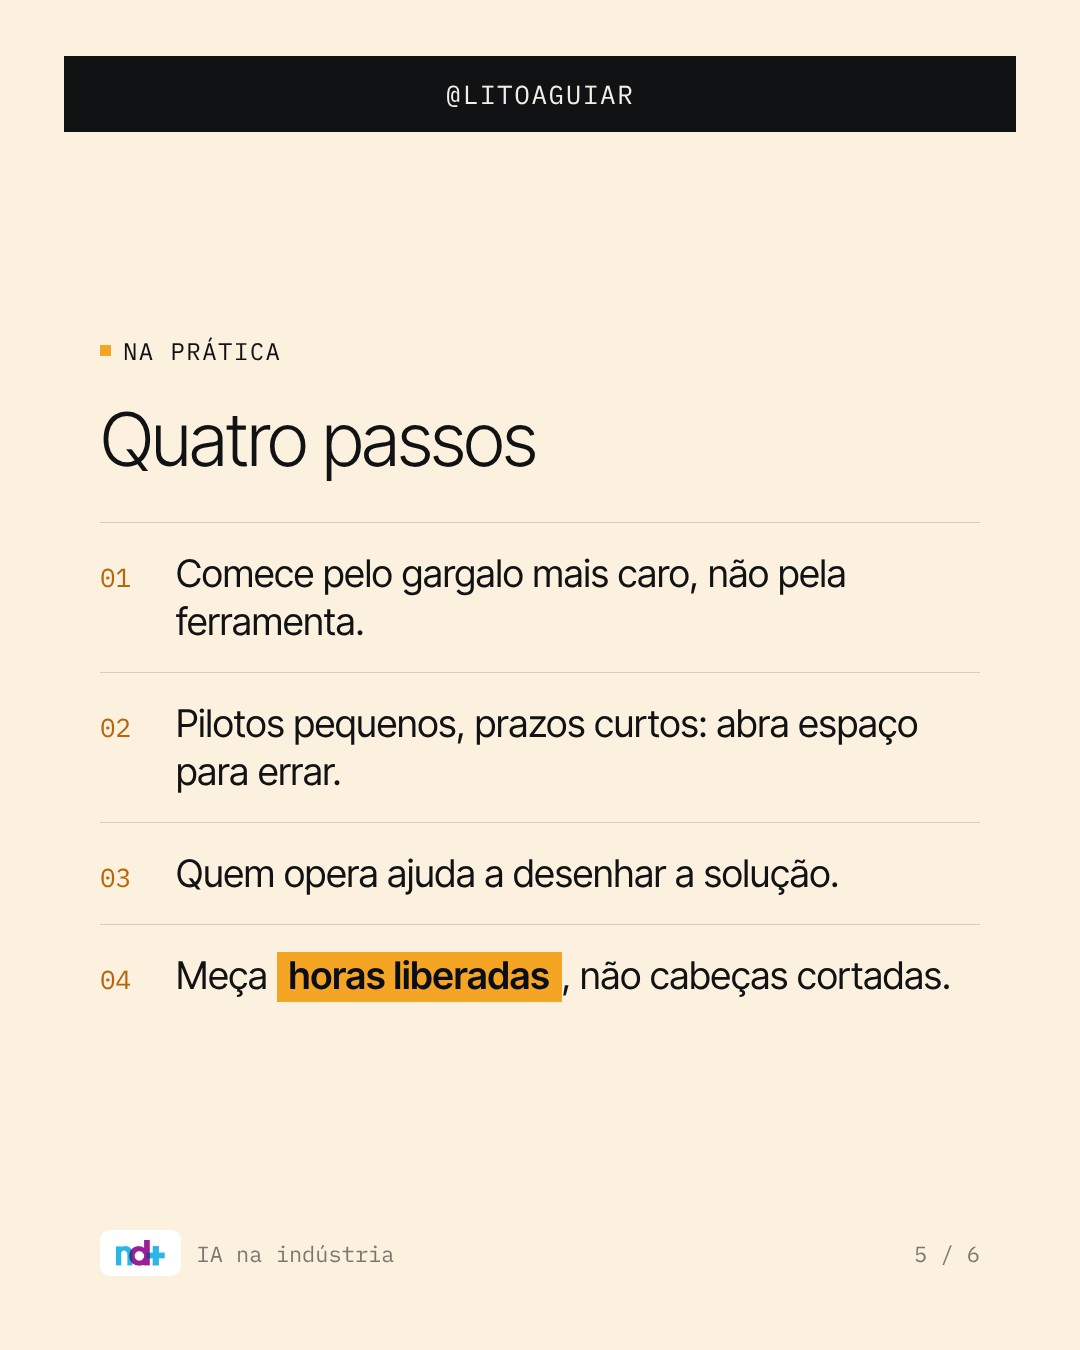 @LITOAGUIAR
NA PRÁTICA
Quatro passos
01 Comece pelo gargalo mais caro, não pela
ferramenta.
02 Pilotos pequenos, prazos curtos: abra espaço
para errar.
03 Quem opera ajuda a desenhar a solução.
04 Meça horas liberadas, não cabeças cortadas.
nd+ IA na indústria 5 / 6